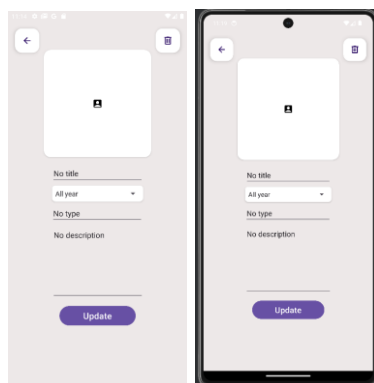 No title
All year
No type
No description
Update
No title
All year
No type
No description
Update